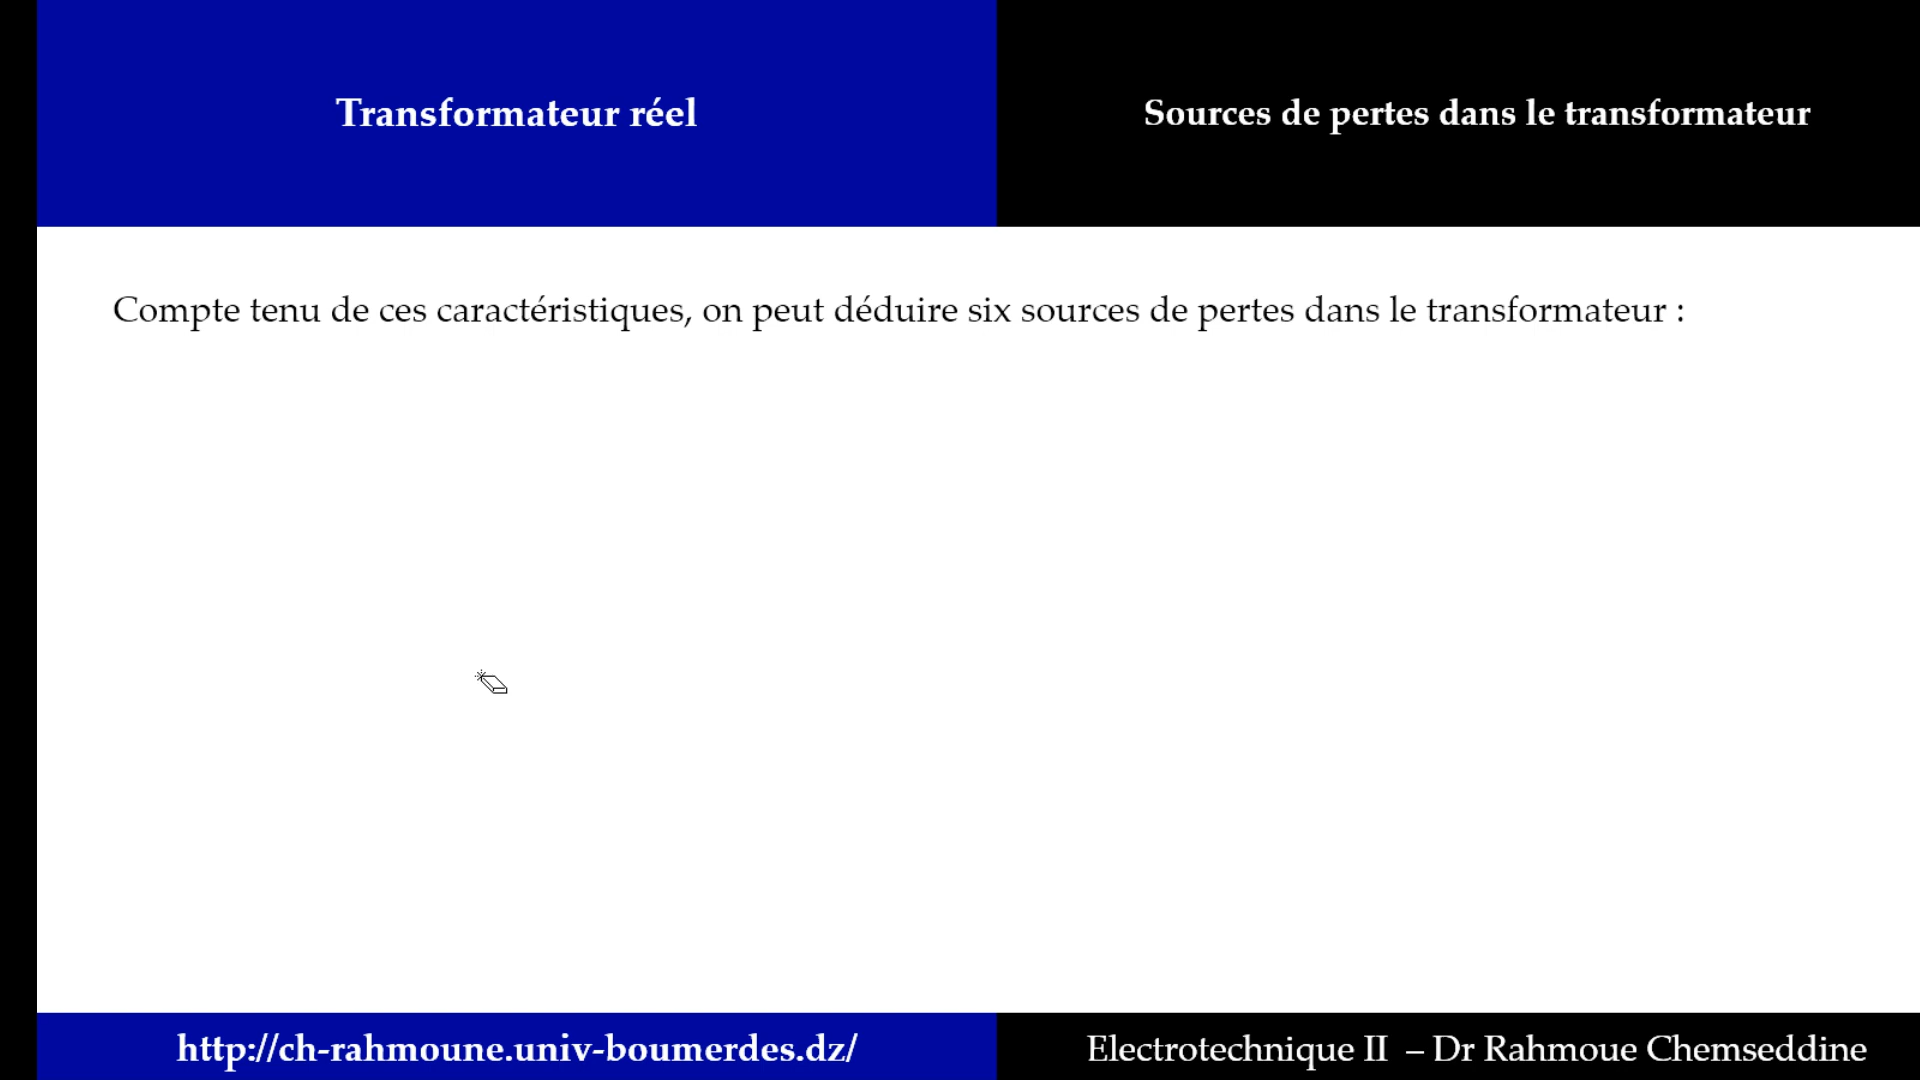 Transformateur réel
Sources de pertes dans le transformateur
Compte tenu de ces caractéristiques, on peut déduire six sources de pertes dans le transformateur :
http://ch-rahmoune.univ-boumerdes.dz/
Electrotechnique II – Dr Rahmoue Chemseddine